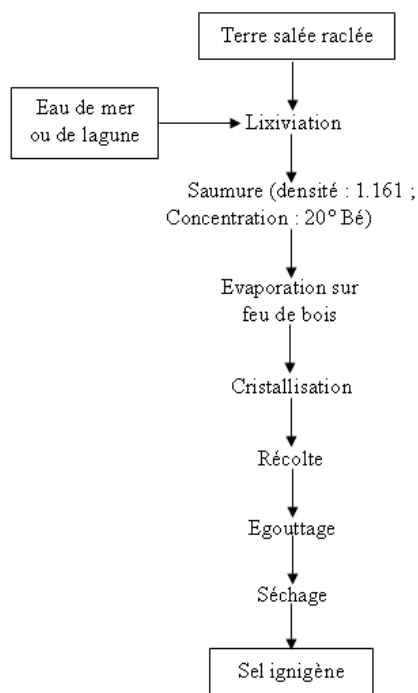 Terre salée raclée
Eau de mer
ou de lagune
Lixiviation
Saumure (densité : 1.161 ;
Concentration : 20° Bé)
Evaporation sur
feu de bois
Cristallisation
Récolte
Egouttage
Séchage
Sel ignigène